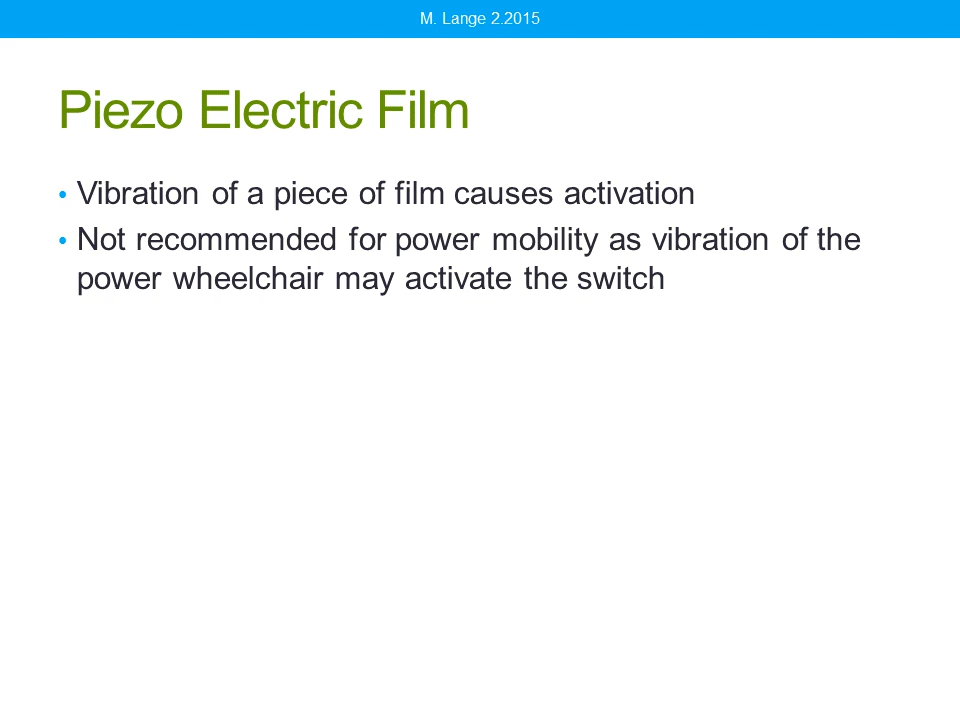 M. Lange 2.2015
Piezo Electric Film
• Vibration of a piece of film causes activation
• Not recommended for power mobility as vibration of the
power wheelchair may activate the switch